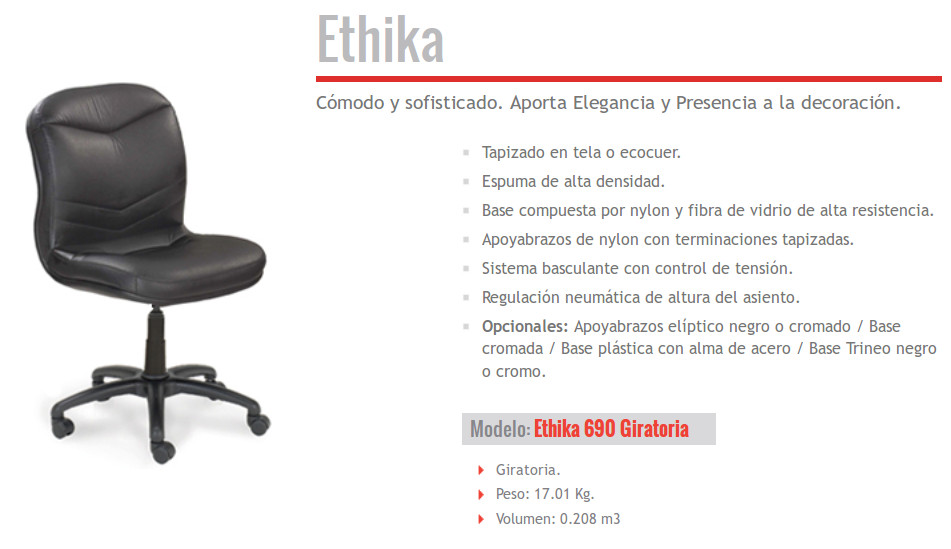 Ethika
Cómodo y sofisticado. Aporta Elegancia y Presencia a la decoración.
Tapizado en tela o ecocuer.
Espuma de alta densidad.
Base compuesta por nylon y fibra de vidrio de alta resistencia.
Apoyabrazos de nylon con terminaciones tapizadas.
Sistema basculante con control de tensión.
Regulación neumática de altura del asiento.
Opcionales: Apoyabrazos elíptico negro o cromado / Base
cromada / Base plástica con alma de acero / Base Trineo negro
o cromo.
Modelo: Ethika 690 Giratoria
Giratoria.
Peso: 17.01 Kg.
Volumen: 0.208 m3